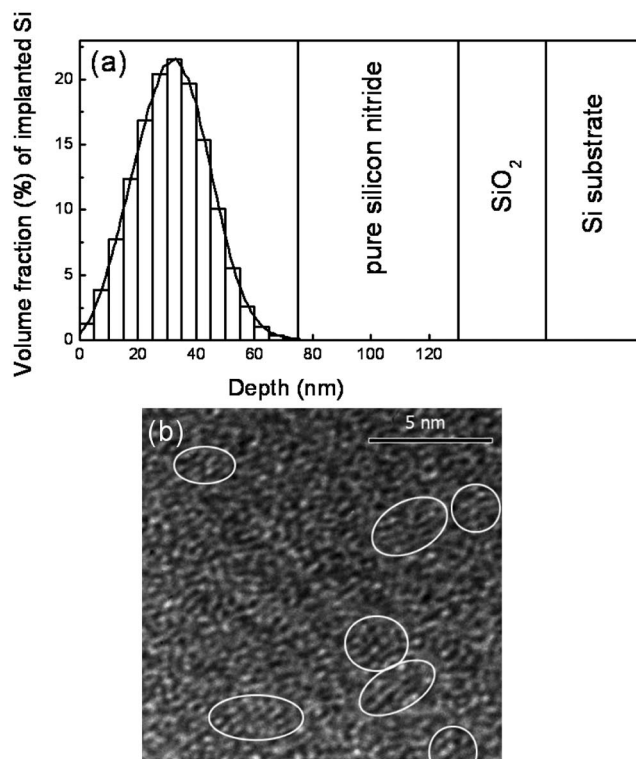 (a)
Volume fraction (%) of implanted Si
20
15
10
5
0
pure silicon nitride
SiO₂
Si substrate
0 20 40 60 80 100 120
Depth (nm)
(b)
5 nm